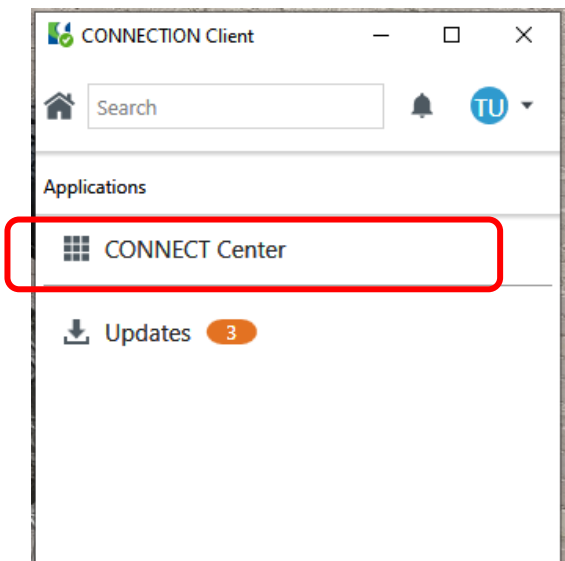 CONNECTION Client
Search
TU
Applications
CONNECT Center
Updates 3